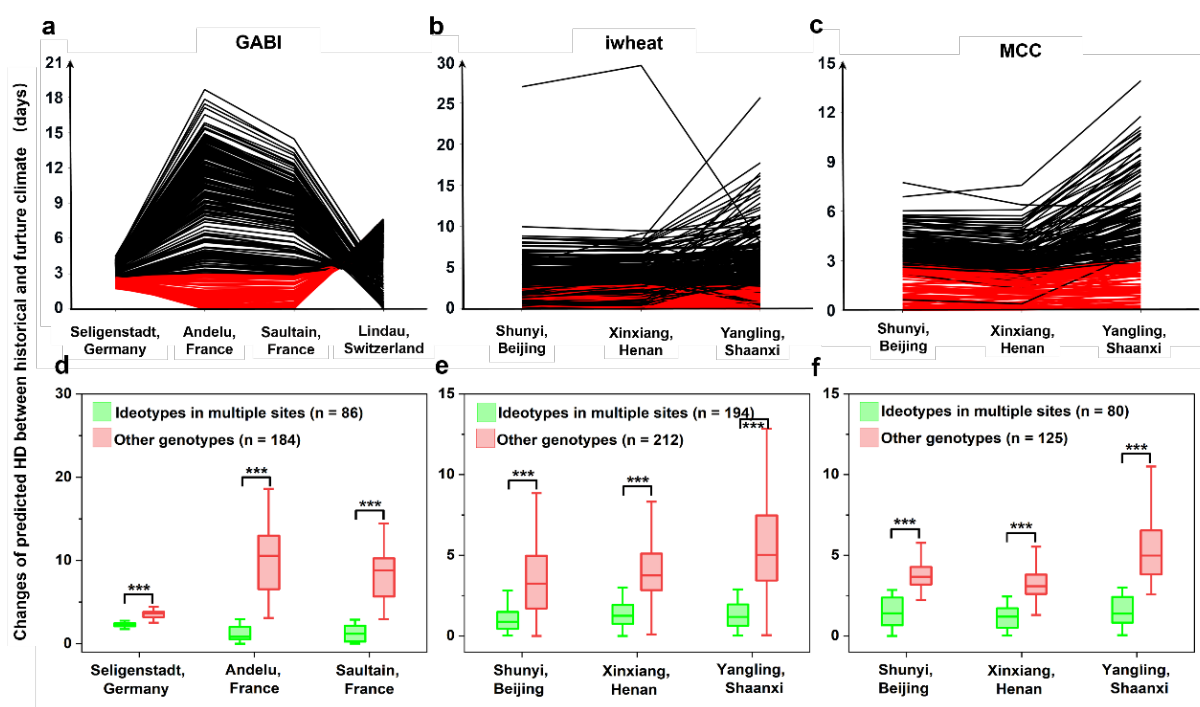 Changes of predicted HD between historical and furture climate (days)
a
GABI
21
18
15
12
9
6
3
0
Seligenstadt,
Germany
Andelu,
France
Saultain,
France
Lindau,
Switzerland
b
iwheat
30
25
20
15
10
5
0
Shunyi,
Beijing
Xinxiang,
Henan
Yangling,
Shaanxi
c
MCC
15
12
9
6
3
0
Shunyi,
Beijing
Xinxiang,
Henan
Yangling,
Shaanxi
d
30
20
10
0
Ideotypes in multiple sites (n = 86)
Other genotypes (n = 184)
***
***
***
Seligenstadt,
Germany
Andelu,
France
Saultain,
France
e
15
10
5
0
Ideotypes in multiple sites (n = 194)
Other genotypes (n = 212)
***
***
***
Shunyi,
Beijing
Xinxiang,
Henan
Yangling,
Shaanxi
f
15
10
5
0
Ideotypes in multiple sites (n = 80)
Other genotypes (n = 125)
***
***
***
Shunyi,
Beijing
Xinxiang,
Henan
Yangling,
Shaanxi